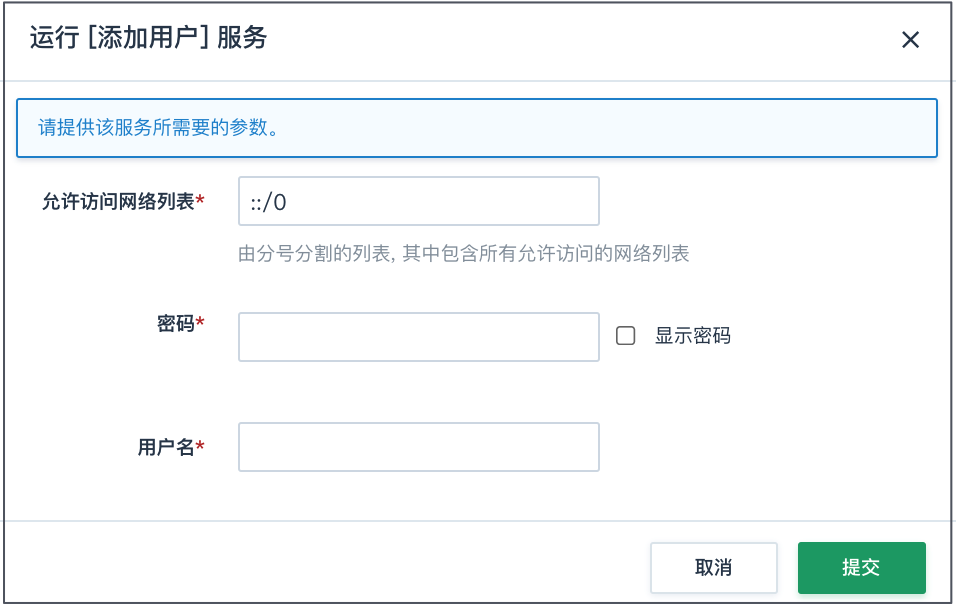 运行 [添加用户] 服务
请提供该服务所需要的参数。
允许访问网络列表* ::/0
由分号分割的列表, 其中包含所有允许访问的网络列表
密码* 显示密码
用户名*
取消 提交